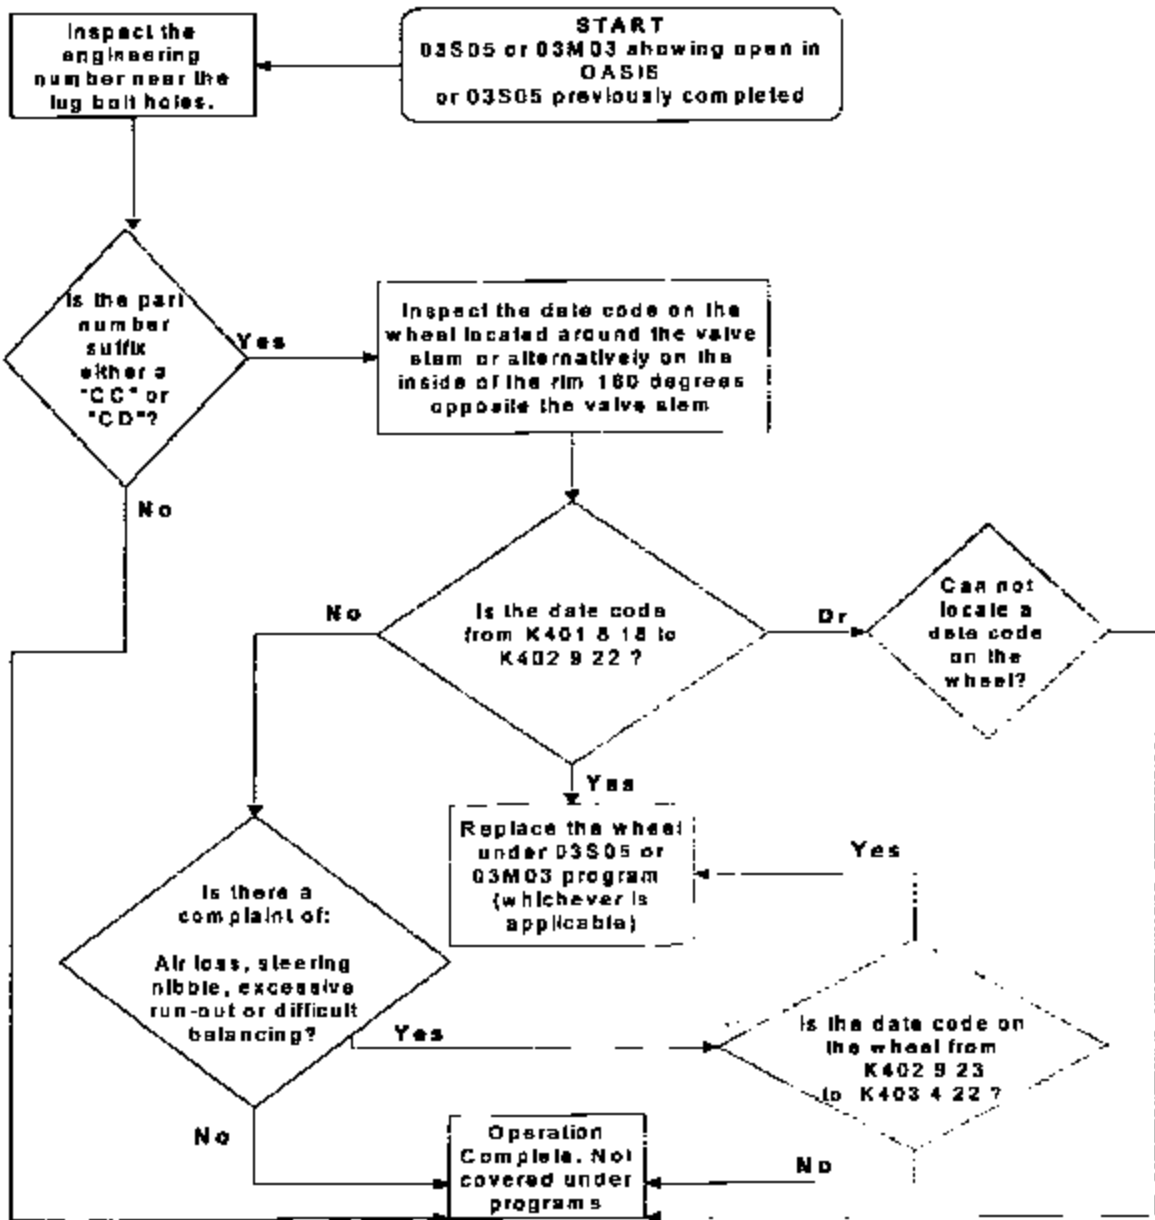 START
03S05 or 03M03 showing open in
OASIS
or 03S05 previously completed
Inspect the
engineering
number near the
lug bolt holes.
Is the part
number
suffix
either a
"CC" or
"CD"?
Yes
No
Inspect the date code on the
wheel located around the valve
stem or alternatively on the
inside of the rim 180 degrees
opposite the valve stem
Is the date code
from K401 8 18 to
K402 9 22 ?
No
Or
Yes
Can not
locate a
date code
on the
wheel?
Replace the wheel
under 03S05 or
03M03 program
(whichever is
applicable)
Yes
Is there a
complaint of:
Air loss, steering
nibble, excessive
run-out or difficult
balancing?
Yes
No
Is the date code on
the wheel from
K402 9 23
to K403 4 22 ?
No
Operation
Complete. Not
covered under
programs